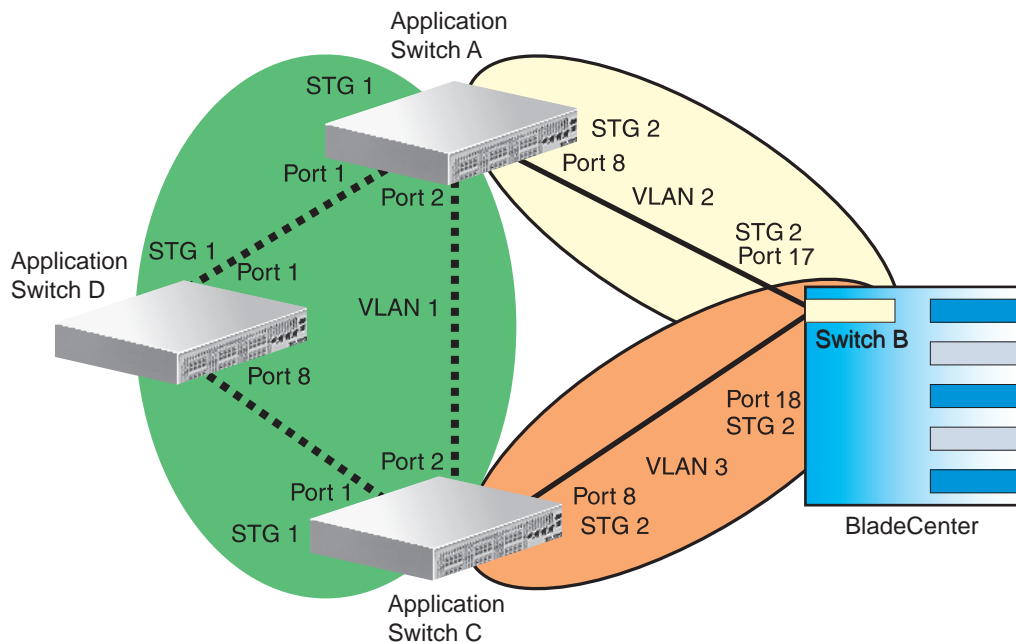 Application
Switch A
STG 1
STG 2
Port 8
Port 1
Port 2
VLAN 2
STG 2
Port 17
STG 1
Port 1
Application
Switch D
VLAN 1
Switch B
Port 8
Port 18
STG 2
Port 2
VLAN 3
Port 1
Port 8
STG 2
STG 1
BladeCenter
Application
Switch C